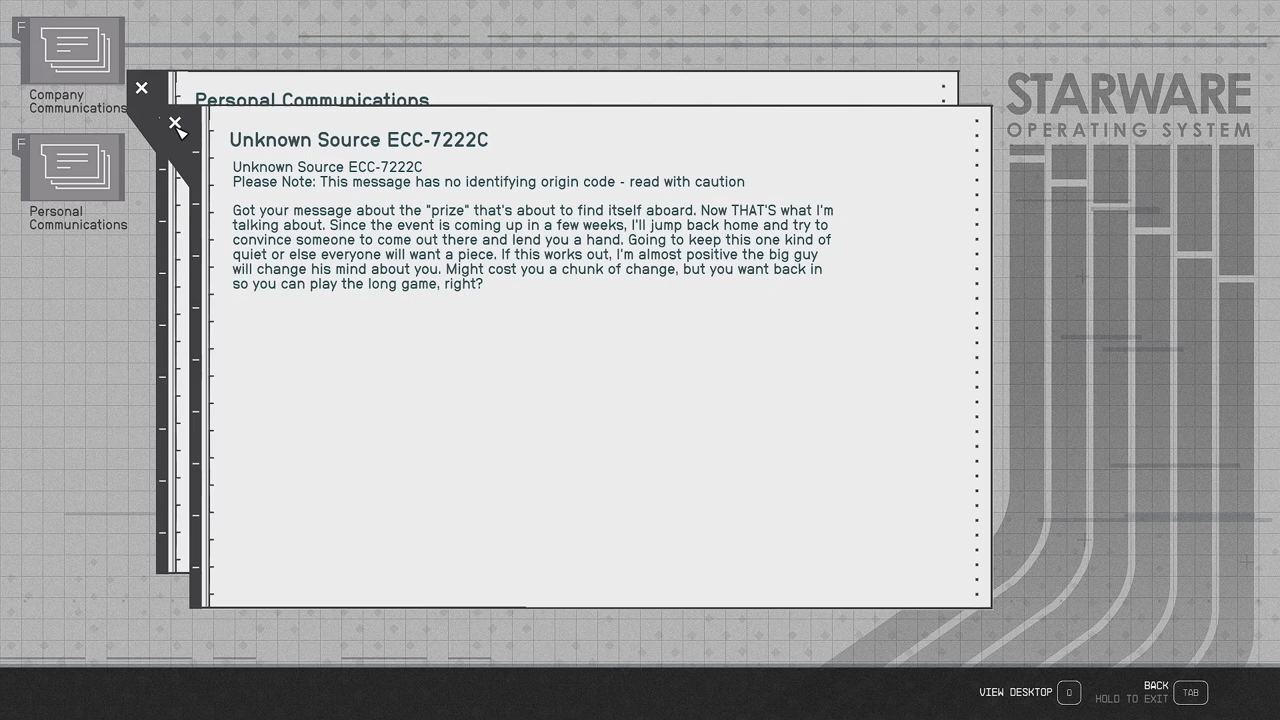 F
Company
Communications
F
Personal
Communications
Personal Communications
Unknown Source ECC-7222C
Unknown Source ECC-7222C
Please Note: This message has no identifying origin code - read with caution
Got your message about the "prize" that's about to find itself aboard. Now THAT'S what I'm
talking about. Since the event is coming up in a few weeks, I'll jump back home and try to
convince someone to come out there and lend you a hand. Going to keep this one kind of
quiet or else everyone will want a piece. If this works out, I'm almost positive the big guy
will change his mind about you. Might cost you a chunk of change, but you want back in
so you can play the long game, right?
STARWARE
OPERATING SYSTEM
VIEW DESKTOP Q
BACK
HOLD TO EXIT TAB